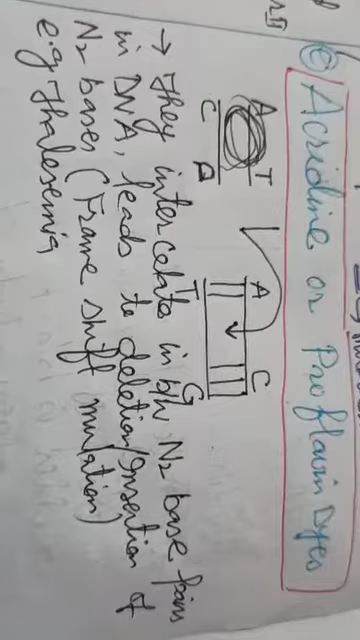 © Acridine or Proflavin Dyes
A T A C
C A T G
→ They intercelate in b/w N₂ base pairs
in DNA, leads to deletion/Insertion of
N₂ bases (Frame shift mutation)
e.g Thalesemia